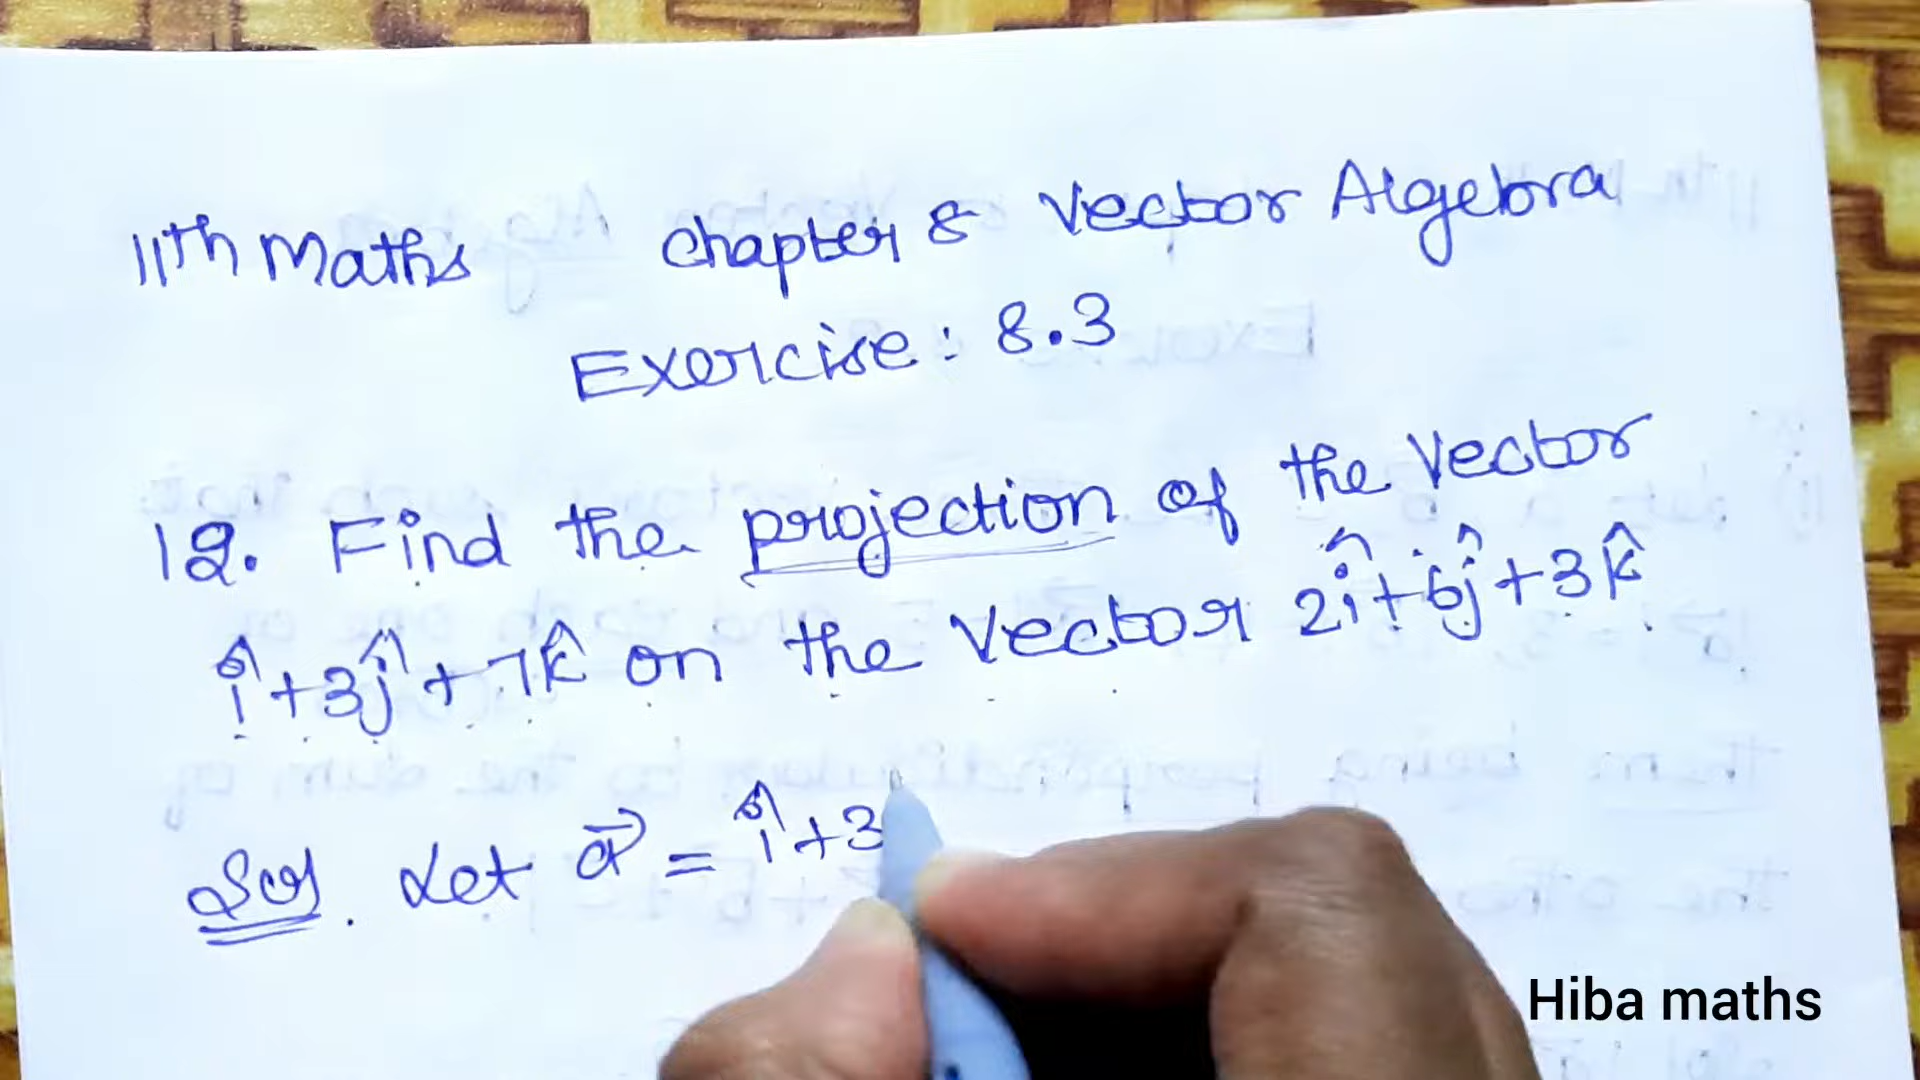 11th Maths Chapter 8 Vector Algebra
Exercise: 8.3
12. Find the projection of the Vector
î+3ĵ+7k̂ on the Vector 2î+6ĵ+3k̂
Sol. Let a⃗ = î+3
Hiba maths